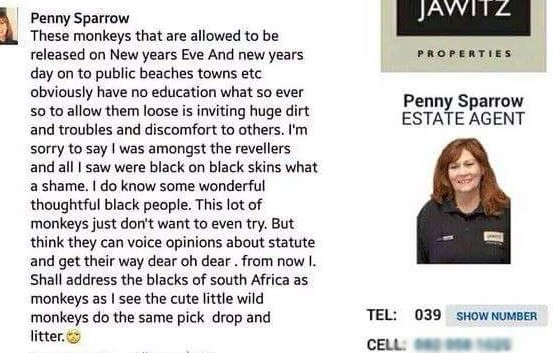 Penny Sparrow
These monkeys that are allowed to be
released on New years Eve And new years
day on to public beaches towns etc
obviously have no education what so ever
so to allow them loose is inviting huge dirt
and troubles and discomfort to others. I'm
sorry to say I was amongst the revellers
and all I saw were black on black skins what
a shame. I do know some wonderful
thoughtful black people. This lot of
monkeys just don't want to even try. But
think they can voice opinions about statute
and get their way dear oh dear . from now I.
Shall address the blacks of south Africa as
monkeys as I see the cute little wild
monkeys do the same pick drop and
litter.🙄
JAWITZ
PROPERTIES
Penny Sparrow
ESTATE AGENT
TEL: 039 SHOW NUMBER
CELL: